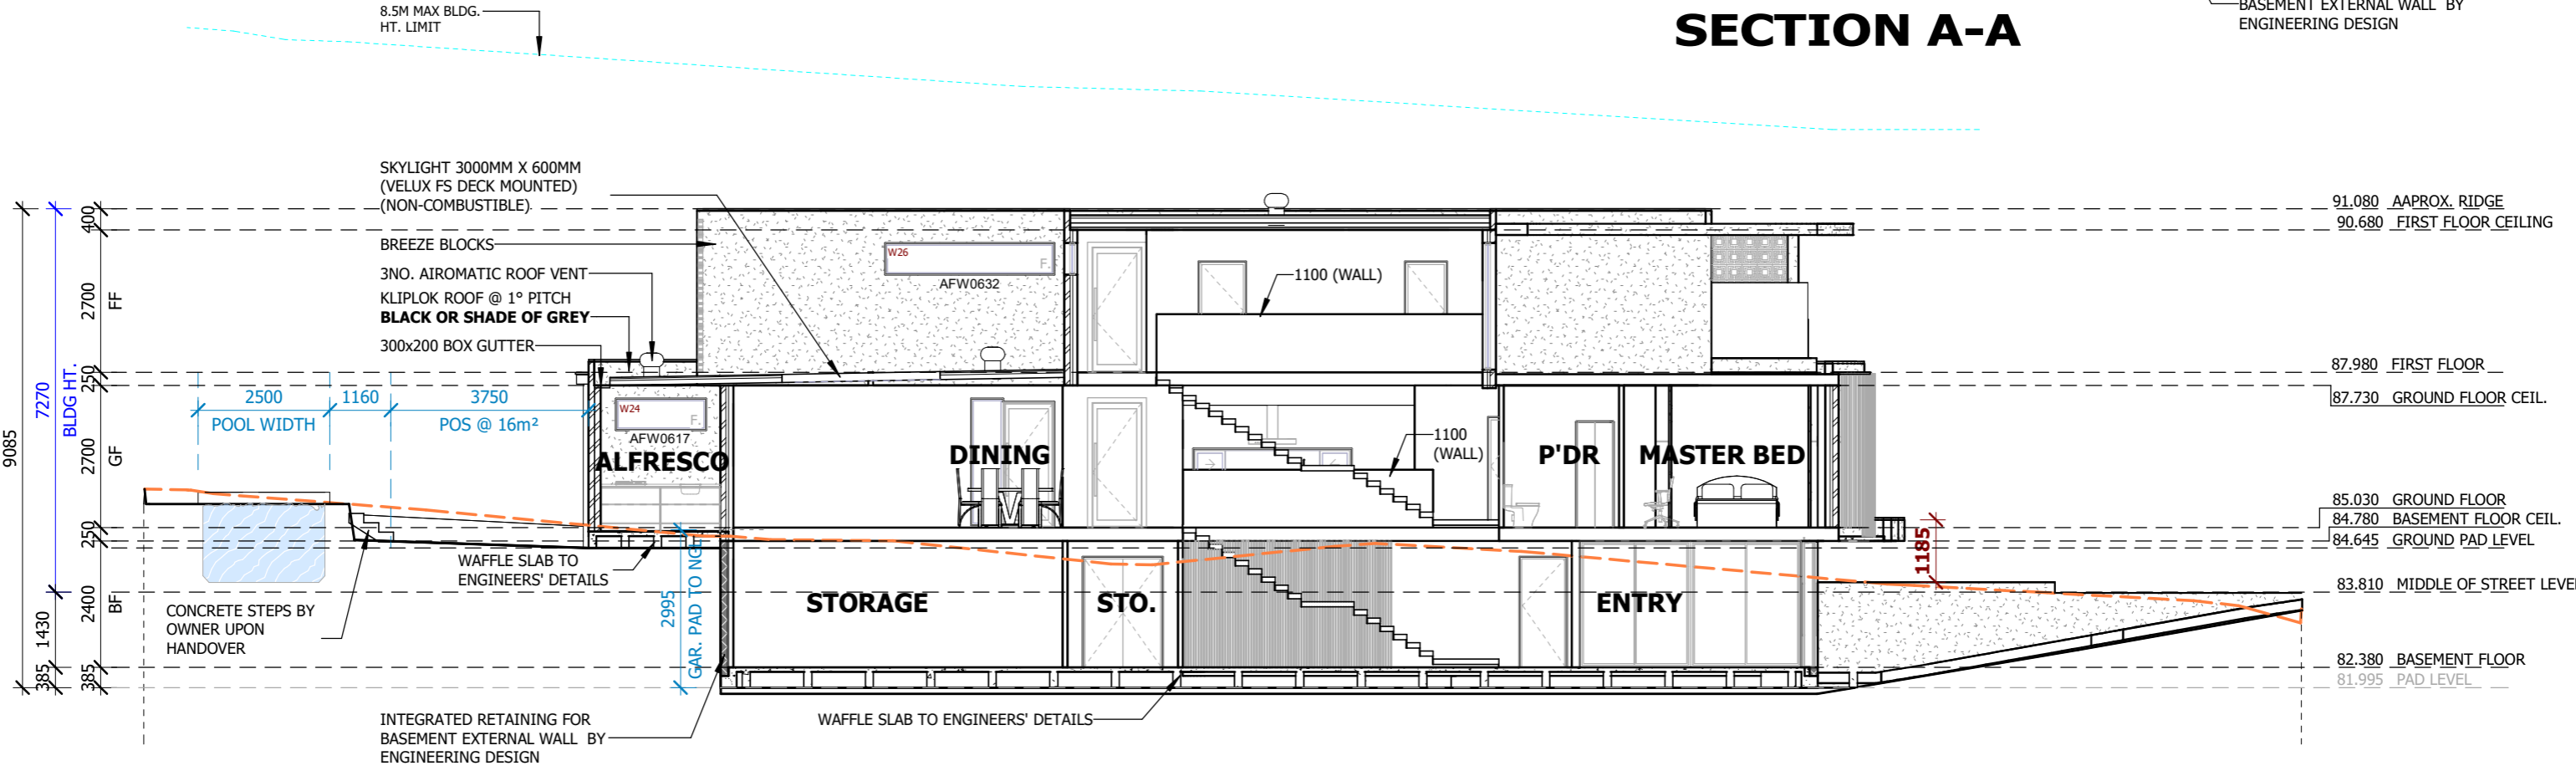 8.5M MAX BLDG.
HT. LIMIT
SECTION A-A
BASEMENT EXTERNAL WALL BY
ENGINEERING DESIGN
SKYLIGHT 3000MM X 600MM
(VELUX FS DECK MOUNTED)
(NON-COMBUSTIBLE)
BREEZE BLOCKS
3NO. AIROMATIC ROOF VENT
KLIPLOK ROOF @ 1° PITCH
BLACK OR SHADE OF GREY
300x200 BOX GUTTER
9085
7270
BLDG HT.
1430
385
400
2700
FF
250
2700
GF
250
2400
BF
385
2500
POOL WIDTH
1160
3750
POS @ 16m²
W26
F
AFW0632
1100 (WALL)
W24
F
AFW0617
ALFRESCO
DINING
1100
(WALL)
P'DR
MASTER BED
WAFFLE SLAB TO
ENGINEERS' DETAILS
2995
GAR. PAD TO NGL
CONCRETE STEPS BY
OWNER UPON
HANDOVER
STORAGE
STO.
ENTRY
1185
INTEGRATED RETAINING FOR
BASEMENT EXTERNAL WALL BY
ENGINEERING DESIGN
WAFFLE SLAB TO ENGINEERS' DETAILS
91.080 AAPROX. RIDGE
90.680 FIRST FLOOR CEILING
87.980 FIRST FLOOR
87.730 GROUND FLOOR CEIL.
85.030 GROUND FLOOR
84.780 BASEMENT FLOOR CEIL.
84.645 GROUND PAD LEVEL
83.810 MIDDLE OF STREET LEVE
82.380 BASEMENT FLOOR
81.995 PAD LEVEL